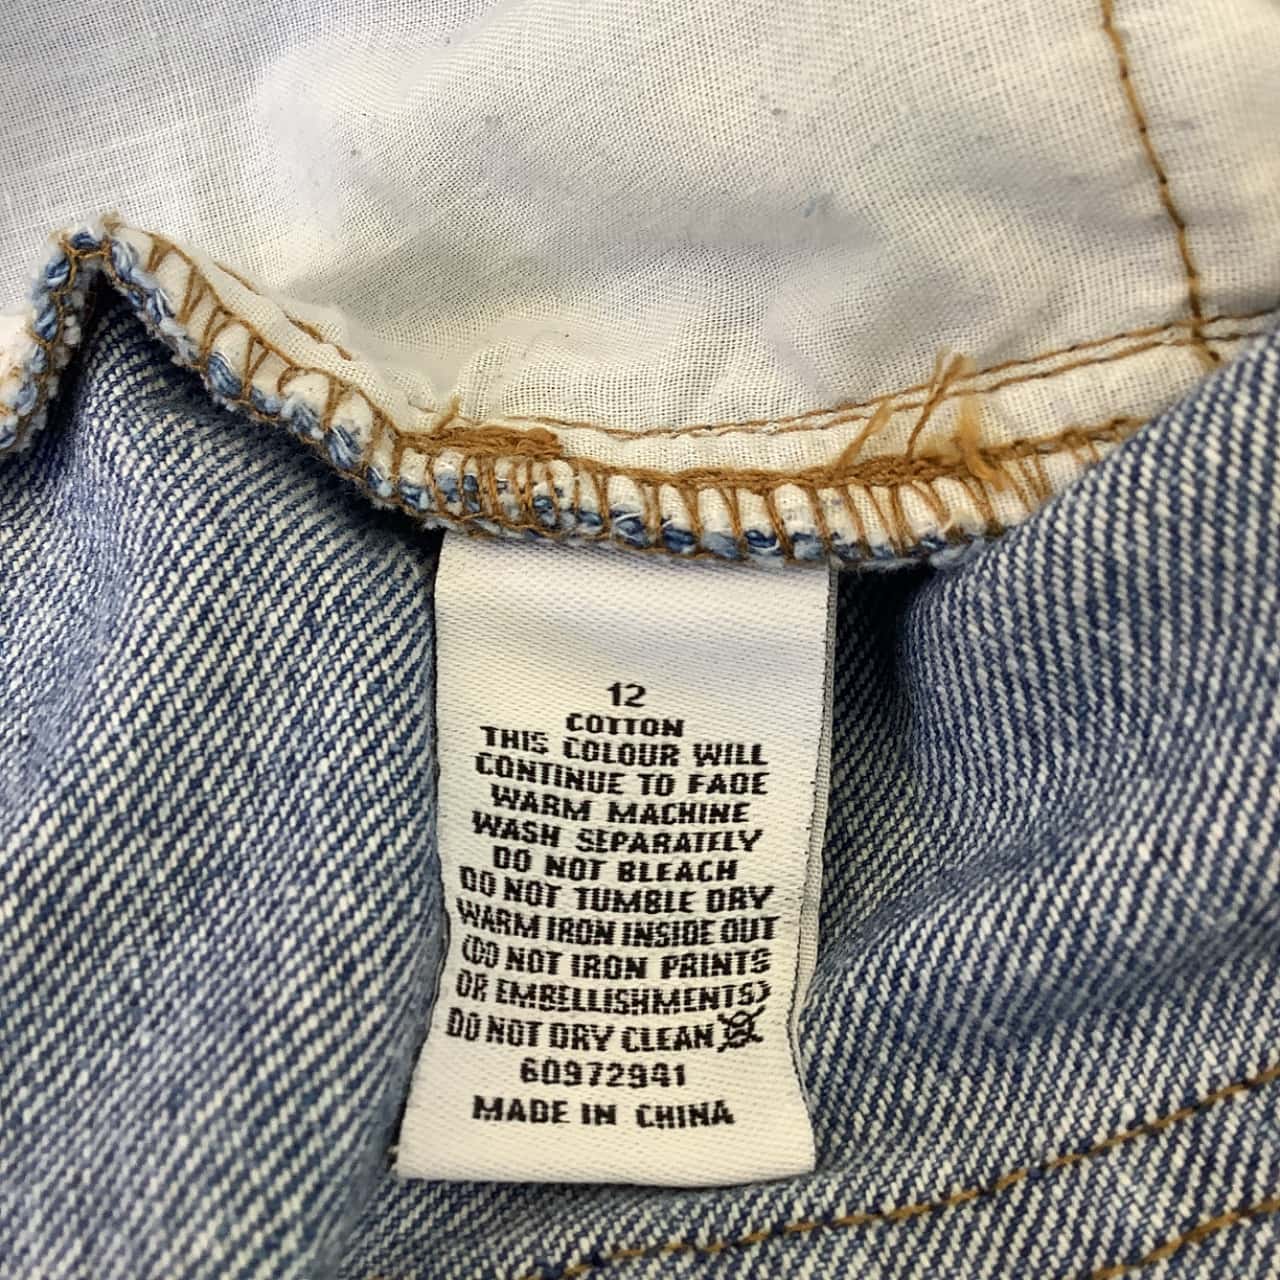 12
COTTON
THIS COLOUR WILL
CONTINUE TO FADE
WARM MACHINE
WASH SEPARATELY
DO NOT BLEACH
DO NOT TUMBLE DRY
WARM IRON INSIDE OUT
(DO NOT IRON PRINTS
OR EMBELLISHMENTS)
DO NOT DRY CLEAN
60972941
MADE IN CHINA